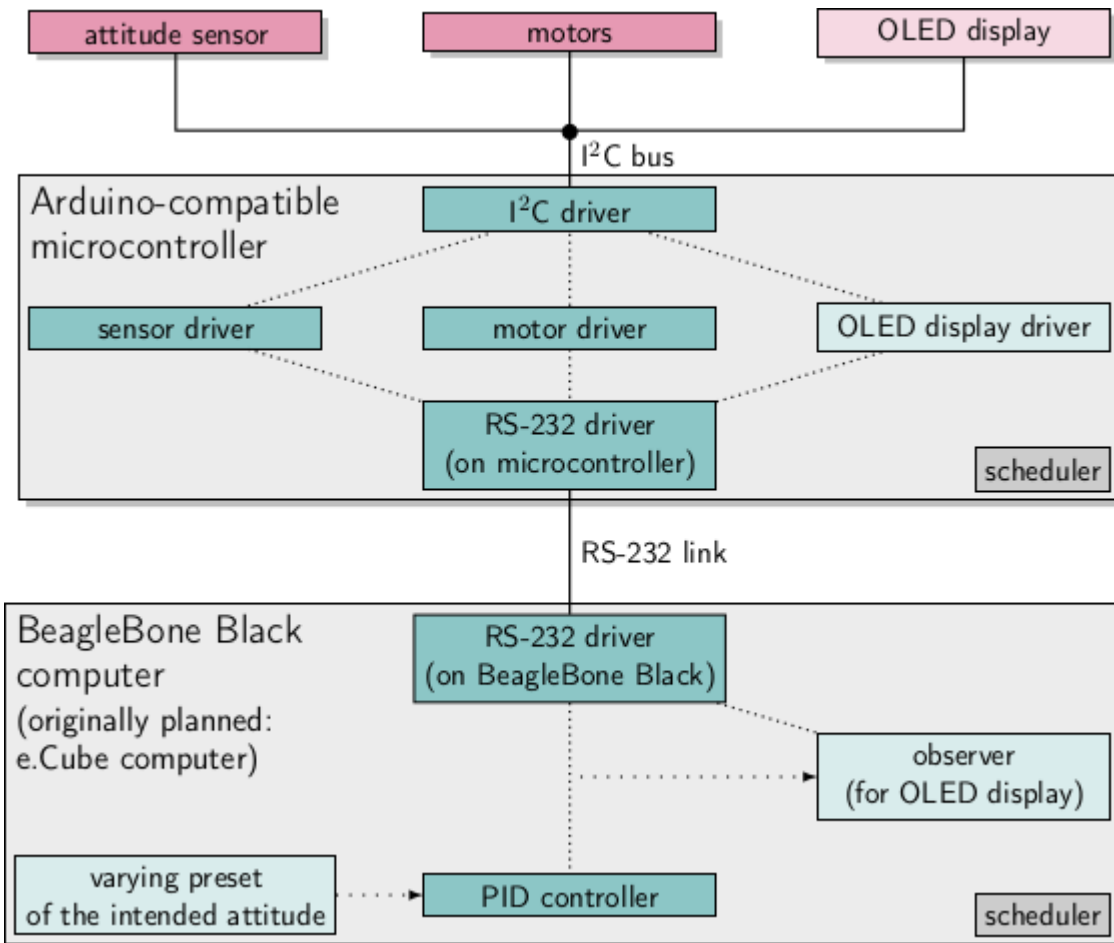 attitude sensor
motors
OLED display
I²C bus
Arduino-compatible
microcontroller
I²C driver
sensor driver
motor driver
OLED display driver
RS-232 driver
(on microcontroller)
scheduler
RS-232 link
BeagleBone Black
computer
(originally planned:
e.Cube computer)
RS-232 driver
(on BeagleBone Black)
observer
(for OLED display)
varying preset
of the intended attitude
PID controller
scheduler